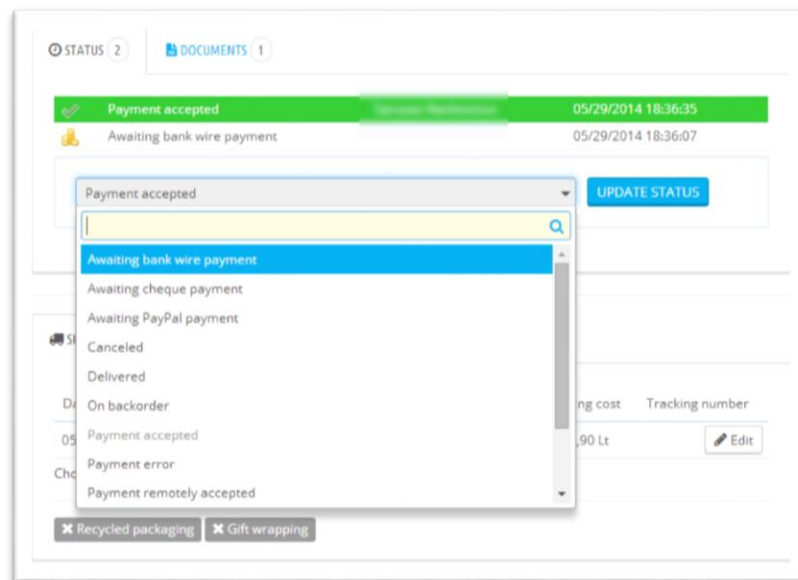 STATUS 2 DOCUMENTS 1
Payment accepted 05/29/2014 18:36:35
Awaiting bank wire payment 05/29/2014 18:36:07
Payment accepted UPDATE STATUS
Awaiting bank wire payment
Awaiting cheque payment
Awaiting PayPal payment
Canceled
Delivered
On backorder
ng cost Tracking number
Payment accepted
05 ,90 Lt Edit
Payment error
Payment remotely accepted
Recycled packaging Gift wrapping